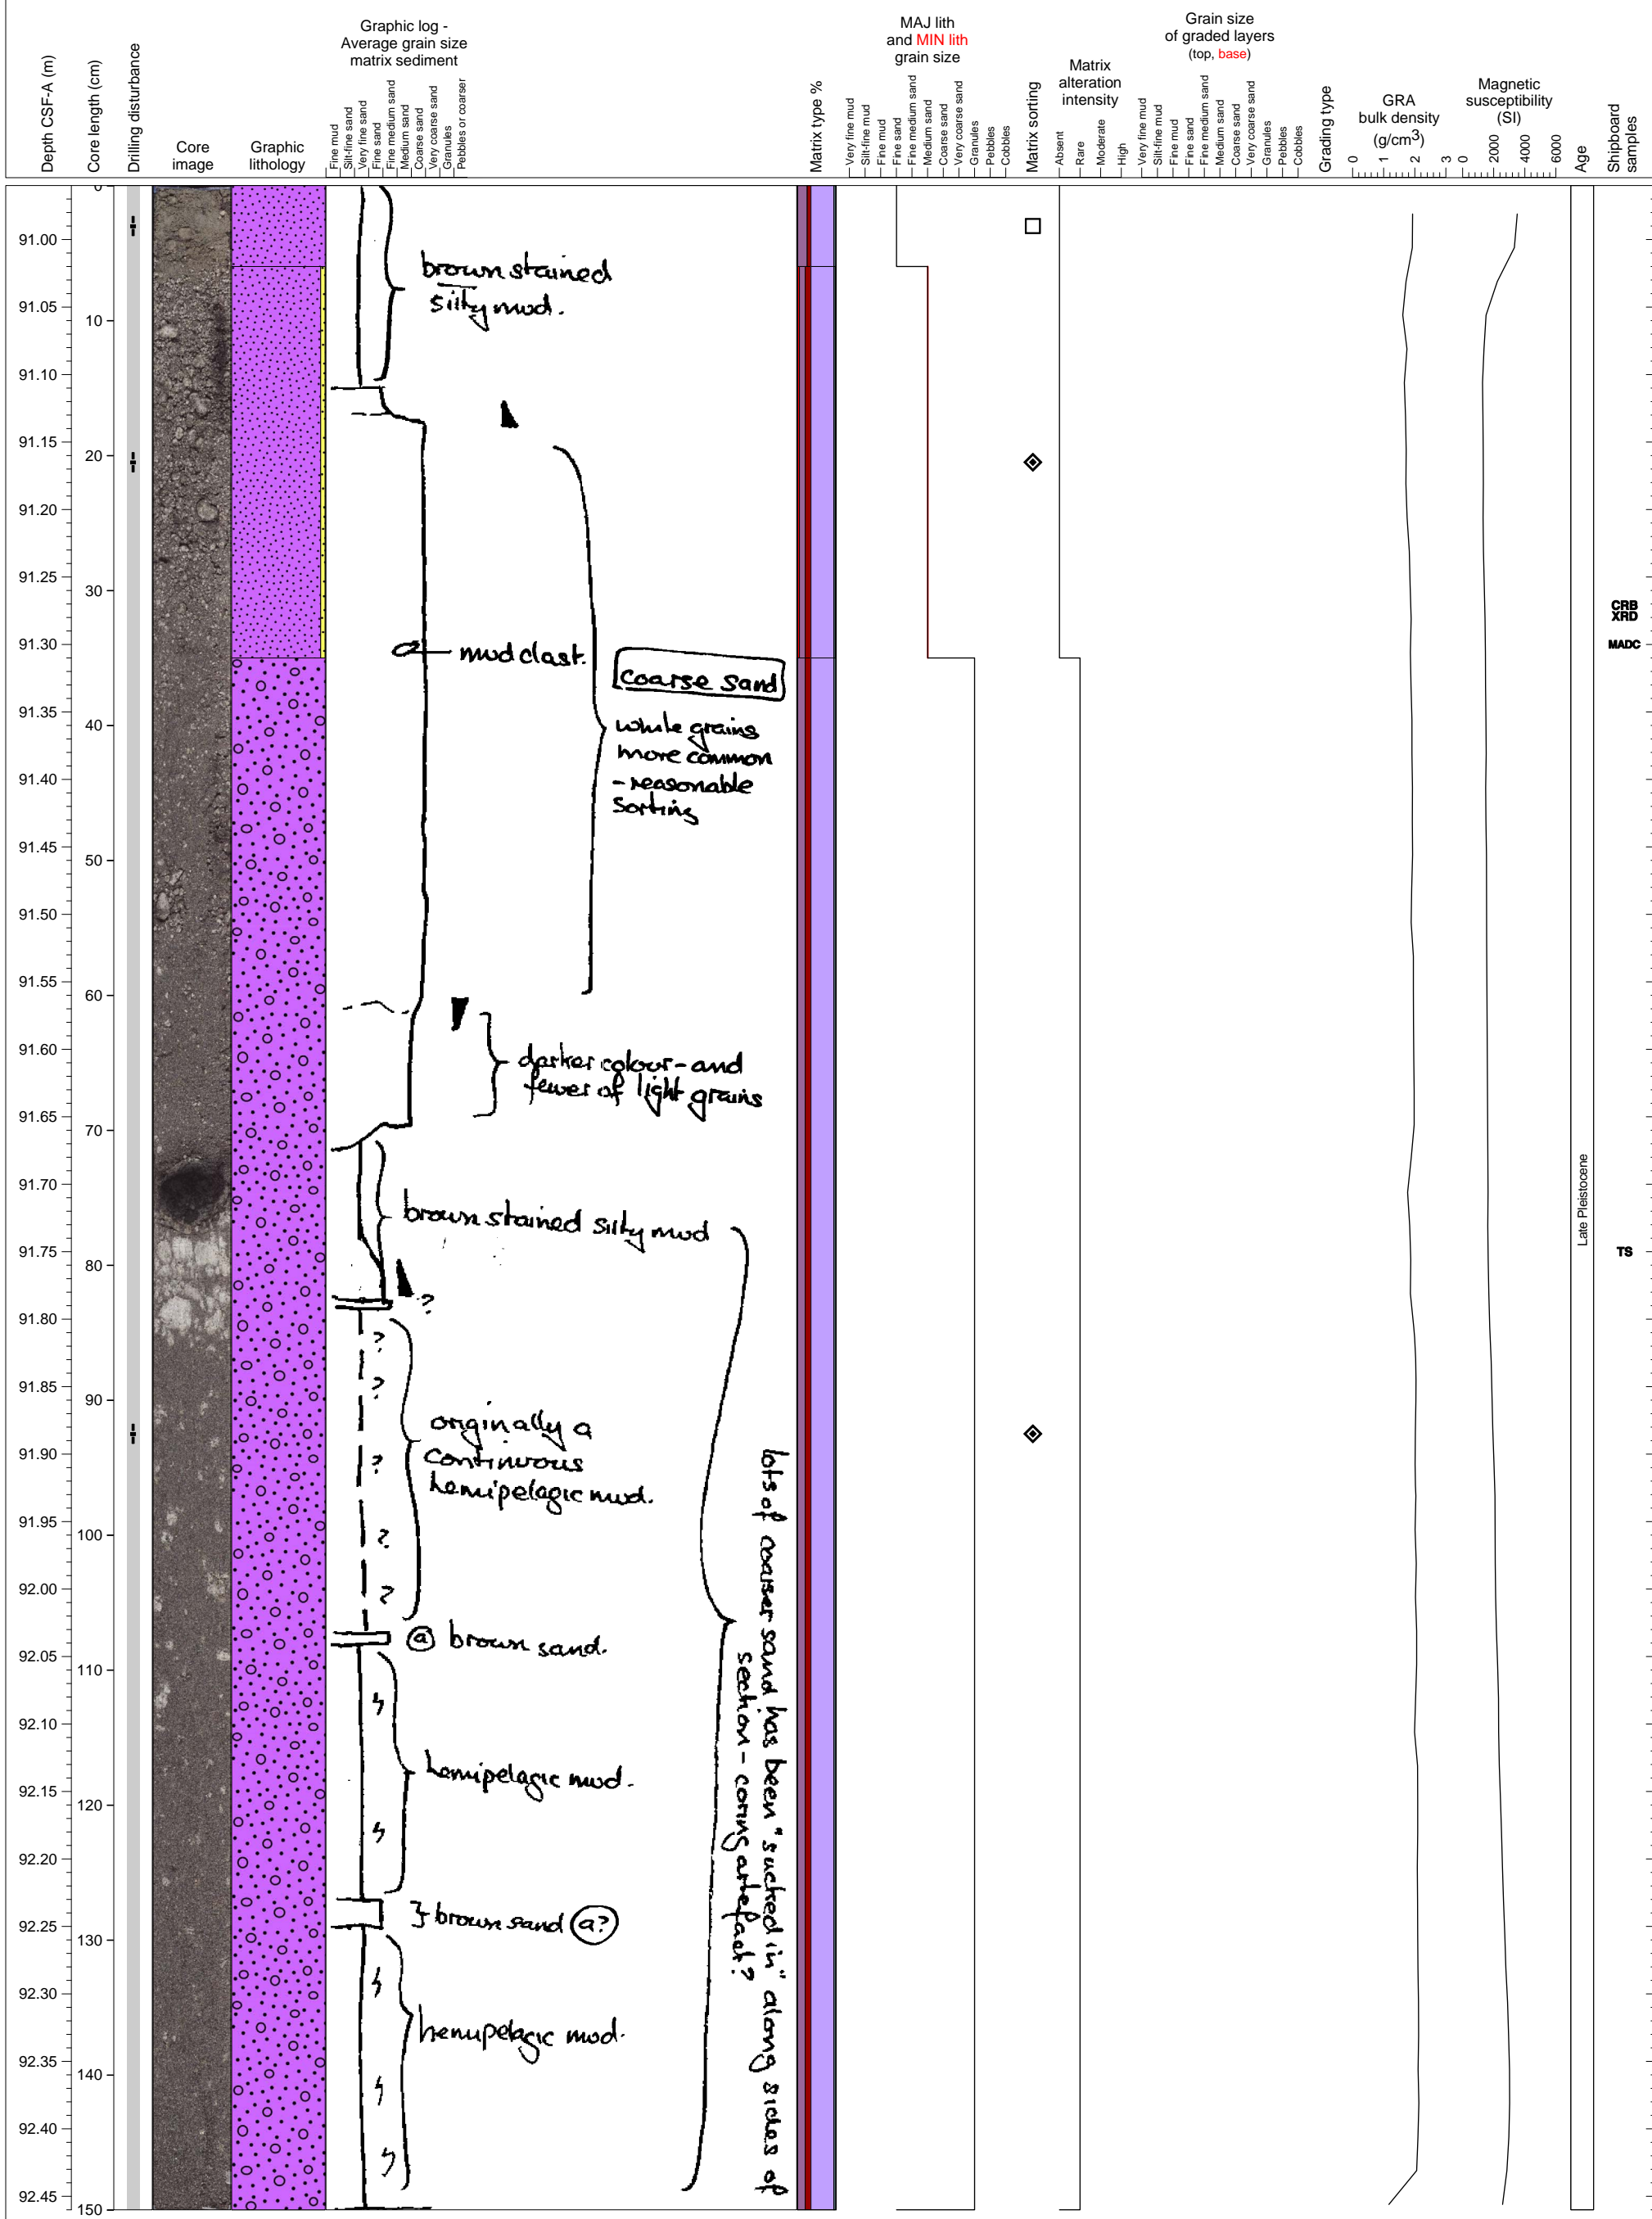 Graphic log -
Average grain size
matrix sediment
MAJ lith
and MIN lith
grain size
Grain size
of graded layers
(top, base)
Matrix
alteration
intensity
GRA
bulk density
(g/cm3)
Magnetic
susceptibility
(SI)
Depth CSF-A (m)
Core length (cm)
Drilling disturbance
Core
image
Graphic
lithology
Fine mud
Silt-fine sand
Very fine sand
Fine sand
Fine medium sand
Medium sand
Coarse sand
Very coarse sand
Granules
Pebbles or coarser
Matrix type %
Very fine mud
Silt-fine mud
Fine mud
Fine sand
Fine medium sand
Medium sand
Coarse sand
Very coarse sand
Granules
Pebbles
Cobbles
Matrix sorting
Absent
Rare
Moderate
High
Very fine mud
Silt-fine mud
Fine mud
Fine sand
Fine medium sand
Medium sand
Coarse sand
Very coarse sand
Granules
Pebbles
Cobbles
Grading type
0 1 2 3
0 2000 4000 6000
Age
Shipboard
samples
0
91.00
brown stained
silty mud.
91.05
10
91.10
91.15
20
91.20
91.25
30
CRB
XRD
91.30
MADC
mud clast.
coarse sand
91.35
40
white grains
more common
- reasonable
sorting
91.40
91.45
50
91.50
91.55
60
91.60
darker colour - and
fewer of light grains
91.65
70
91.70
brown stained silty mud
91.75
TS
80
?
91.80
?
91.85
?
90
originally a
continuous
hemipelagic mud.
91.90
?
91.95
100
?
92.00
?
a brown sand.
92.05
110
92.10
hemipelagic mud.
92.15
120
92.20
brown sand a?
92.25
130
92.30
hemipelagic mud.
92.35
140
92.40
92.45
150
lots of coarser sand has been "sucked in" along sides of
section - coring artefact?
Late Pleistocene